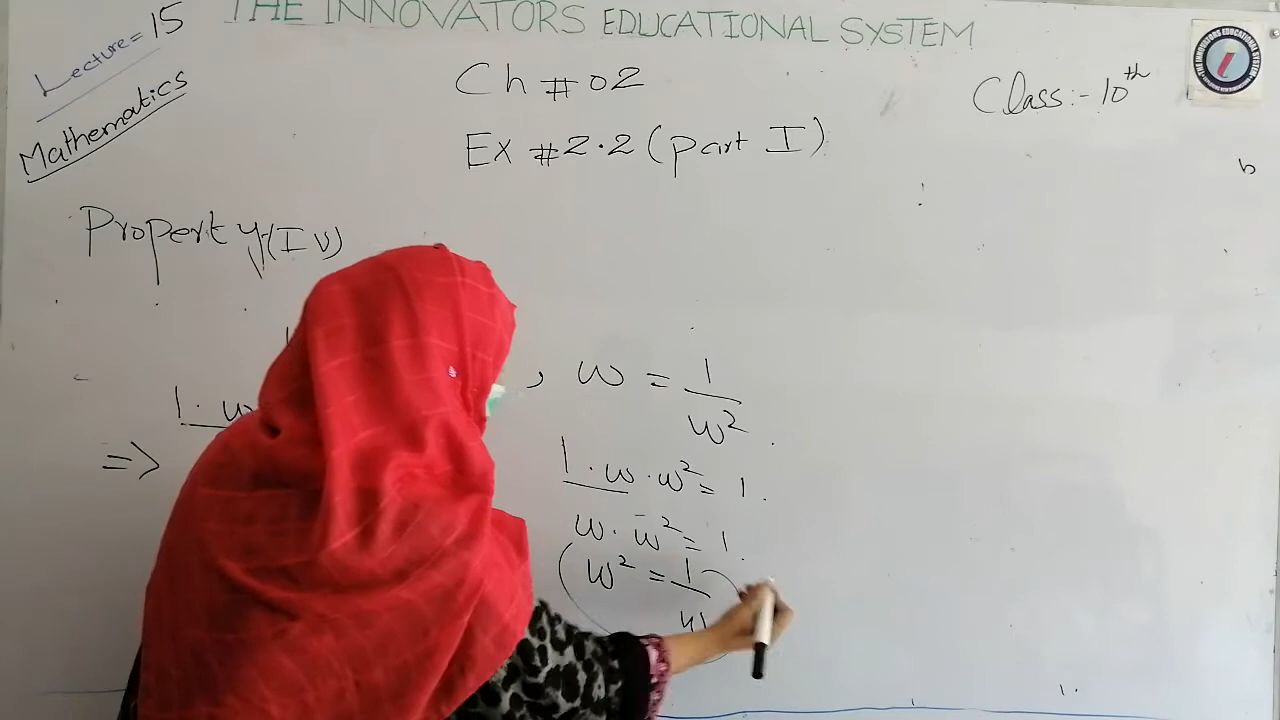 THE INNOVATORS EDUCATIONAL SYSTEM
Lecture = 15
Mathematics
Ch # 02
Class:- 10th
Ex # 2.2 (part I)
b
Property (IV)
, ω = 1/ω²
1 · ω
=>
1 · ω · ω² = 1.
ω · ω² = 1.
ω² = 1/ω